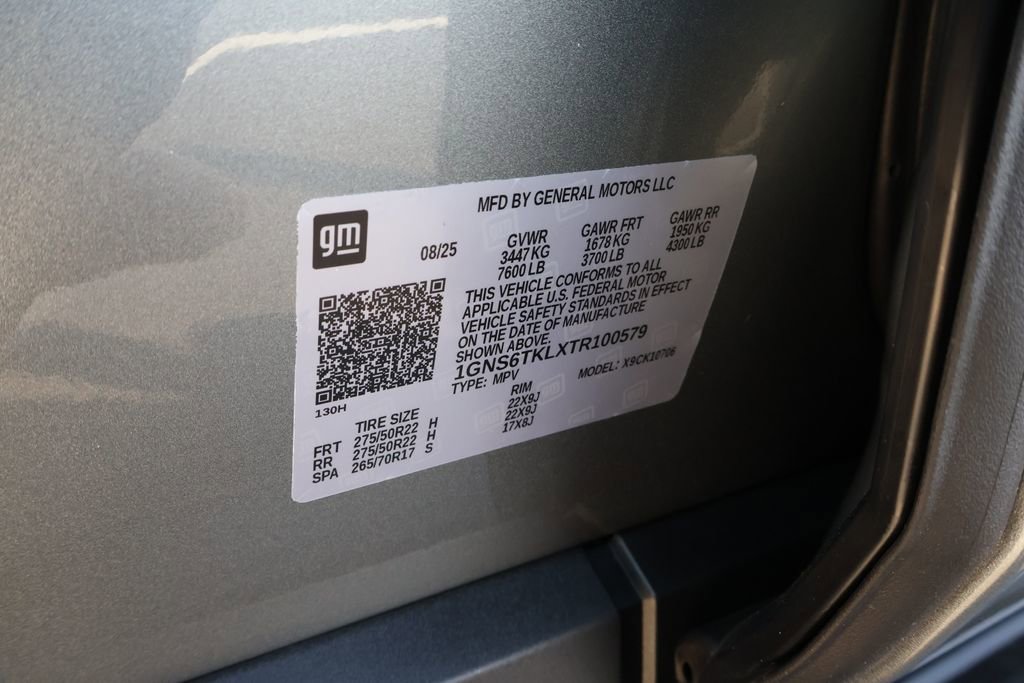 MFD BY GENERAL MOTORS LLC
gm
08/25
GVWR
3447 KG
7600 LB
GAWR FRT
1678 KG
3700 LB
GAWR RR
1950 KG
4300 LB
THIS VEHICLE CONFORMS TO ALL
APPLICABLE U.S. FEDERAL MOTOR
VEHICLE SAFETY STANDARDS IN EFFECT
ON THE DATE OF MANUFACTURE
SHOWN ABOVE.
1GNS6TKLXTR100579
TYPE: MPV
MODEL: X9CK10706
130H
TIRE SIZE
RIM
FRT 275/50R22 H 22X9J
RR 275/50R22 H 22X9J
SPA 265/70R17 S 17X8J